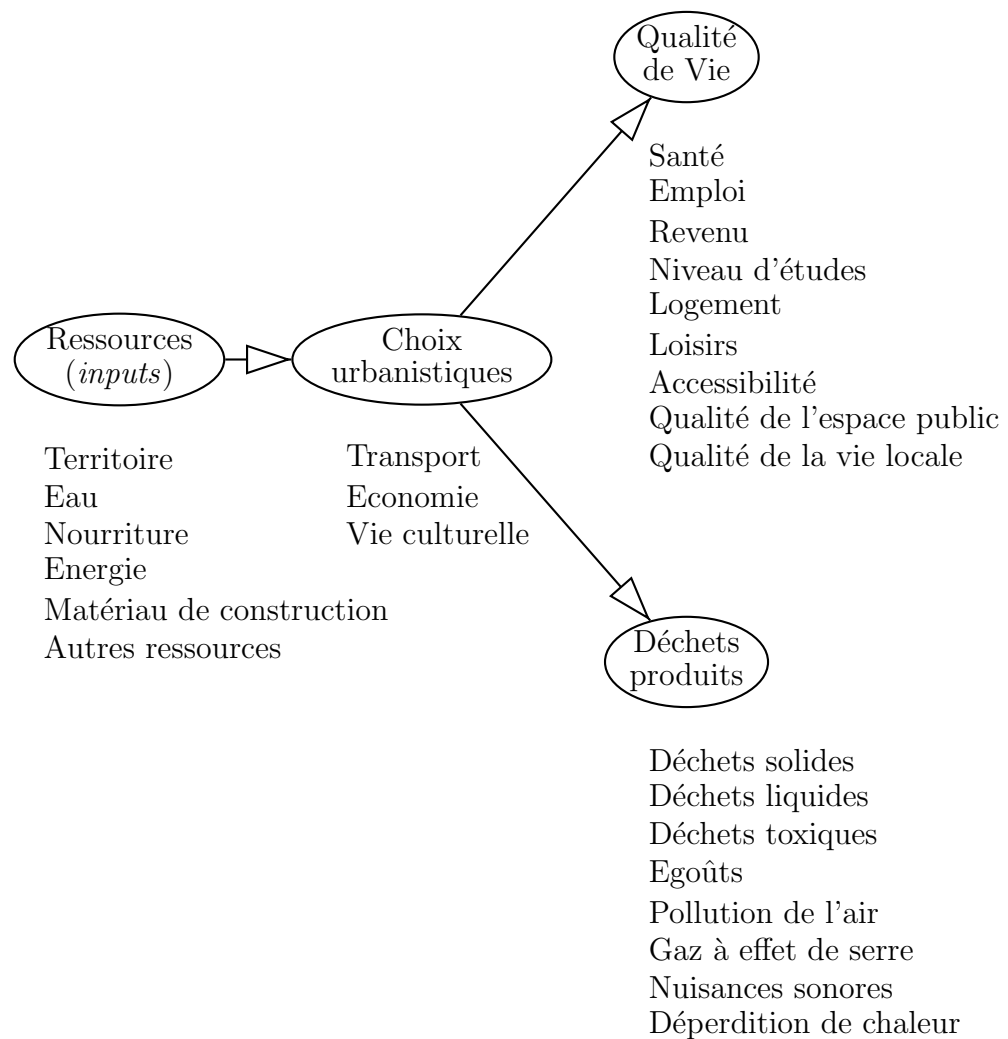 Qualité
de Vie
Santé
Emploi
Revenu
Niveau d'études
Logement
Loisirs
Accessibilité
Qualité de l'espace public
Qualité de la vie locale
Ressources
(inputs)
Territoire
Eau
Nourriture
Energie
Matériau de construction
Autres ressources
Choix
urbanistiques
Transport
Economie
Vie culturelle
Déchets
produits
Déchets solides
Déchets liquides
Déchets toxiques
Egoûts
Pollution de l'air
Gaz à effet de serre
Nuisances sonores
Déperdition de chaleur